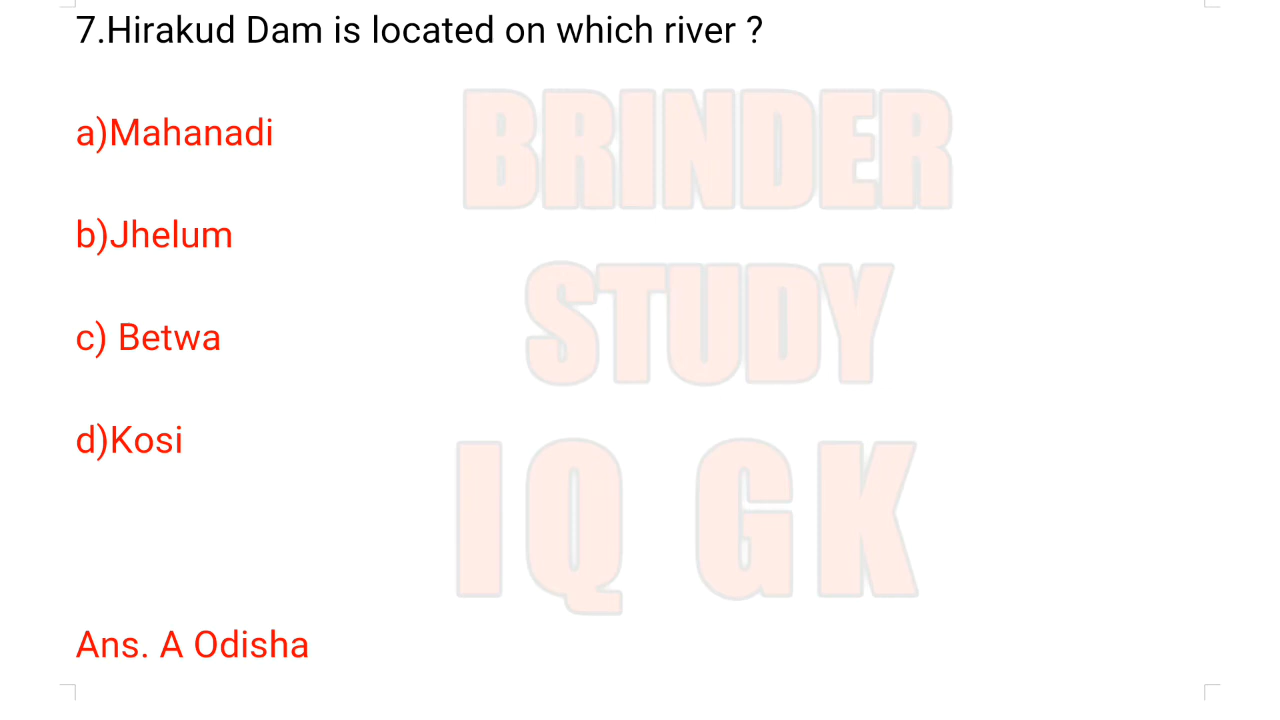 7.Hirakud Dam is located on which river ?
a)Mahanadi
b)Jhelum
c) Betwa
d)Kosi
BRINDER
STUDY
IQ GK
Ans. A Odisha